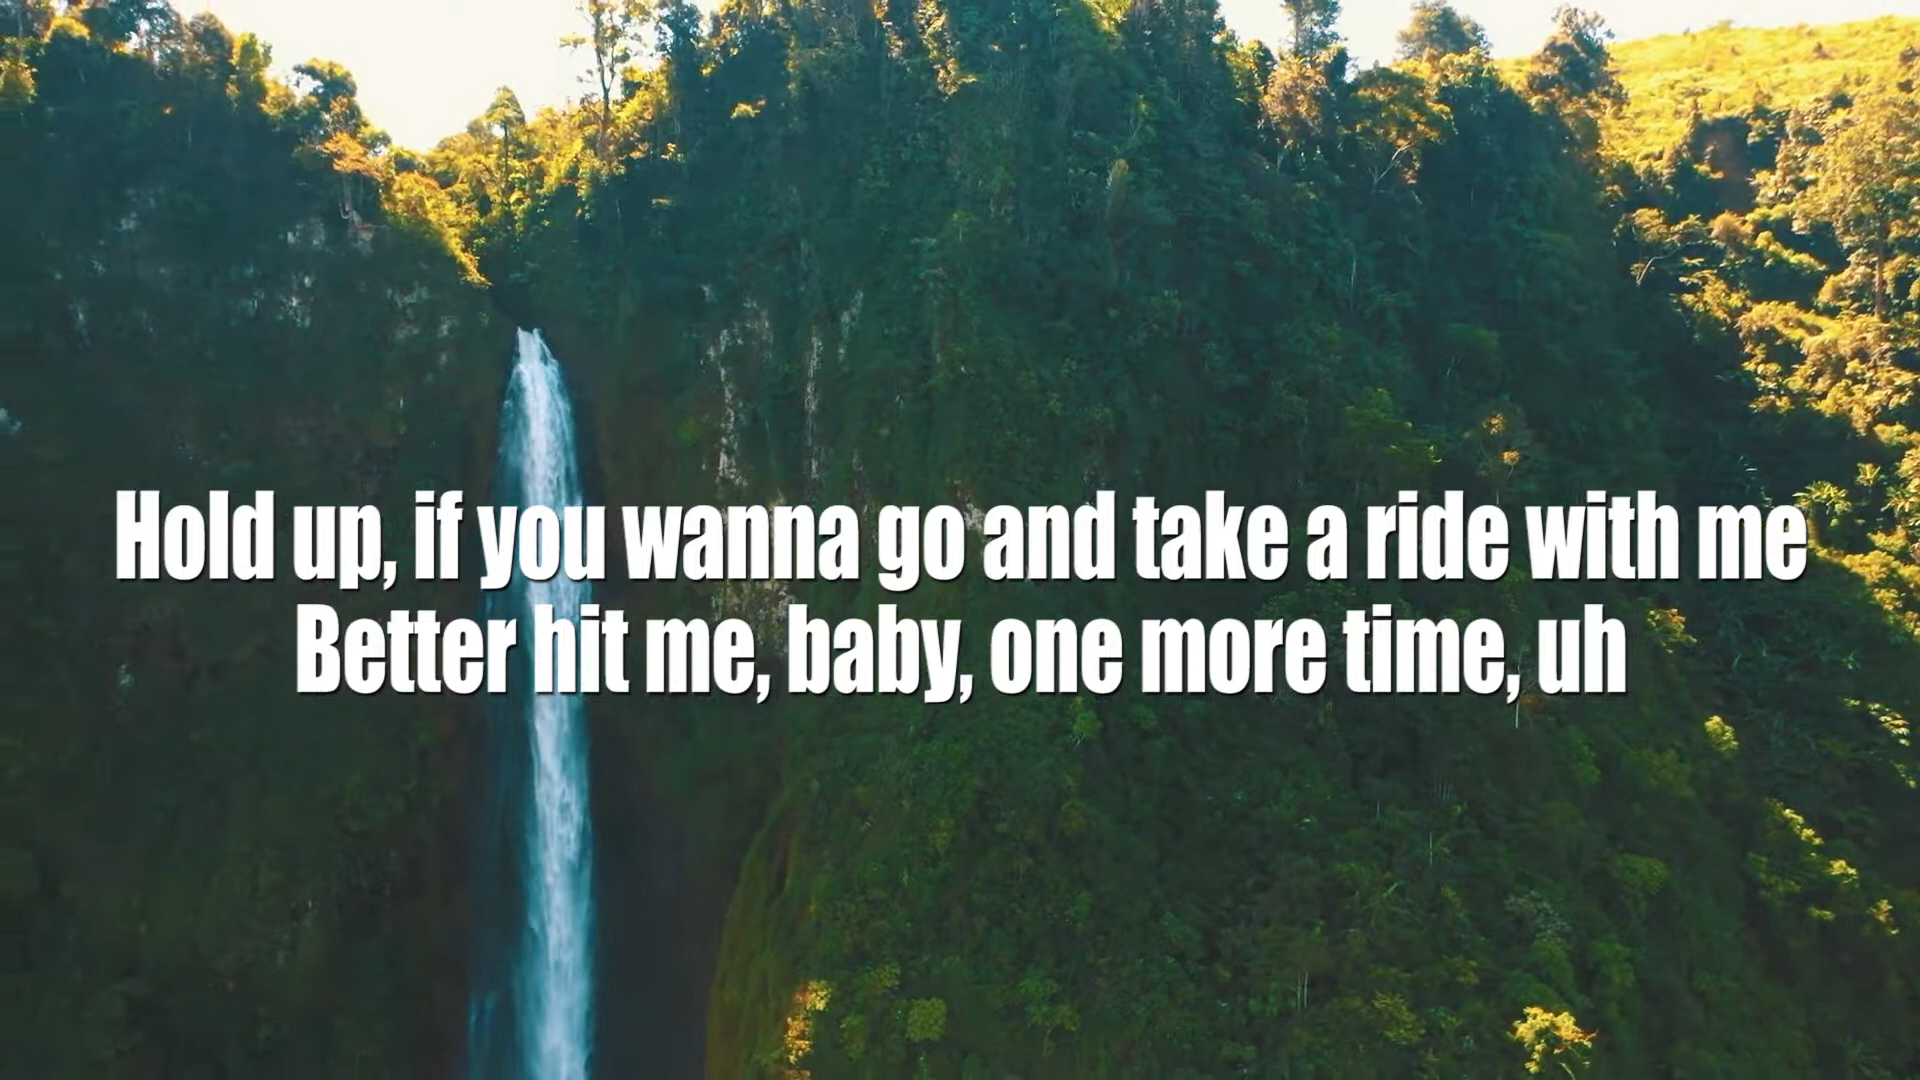 Hold up, if you wanna go and take a ride with me
Better hit me, baby, one more time, uh